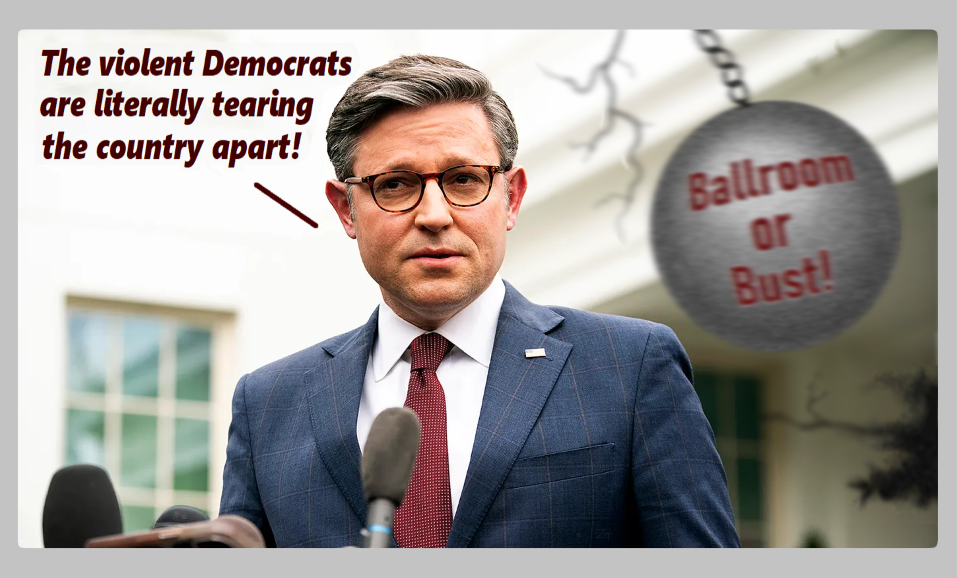 The violent Democrats
are literally tearing
the country apart!
Ballroom
or
Bust!